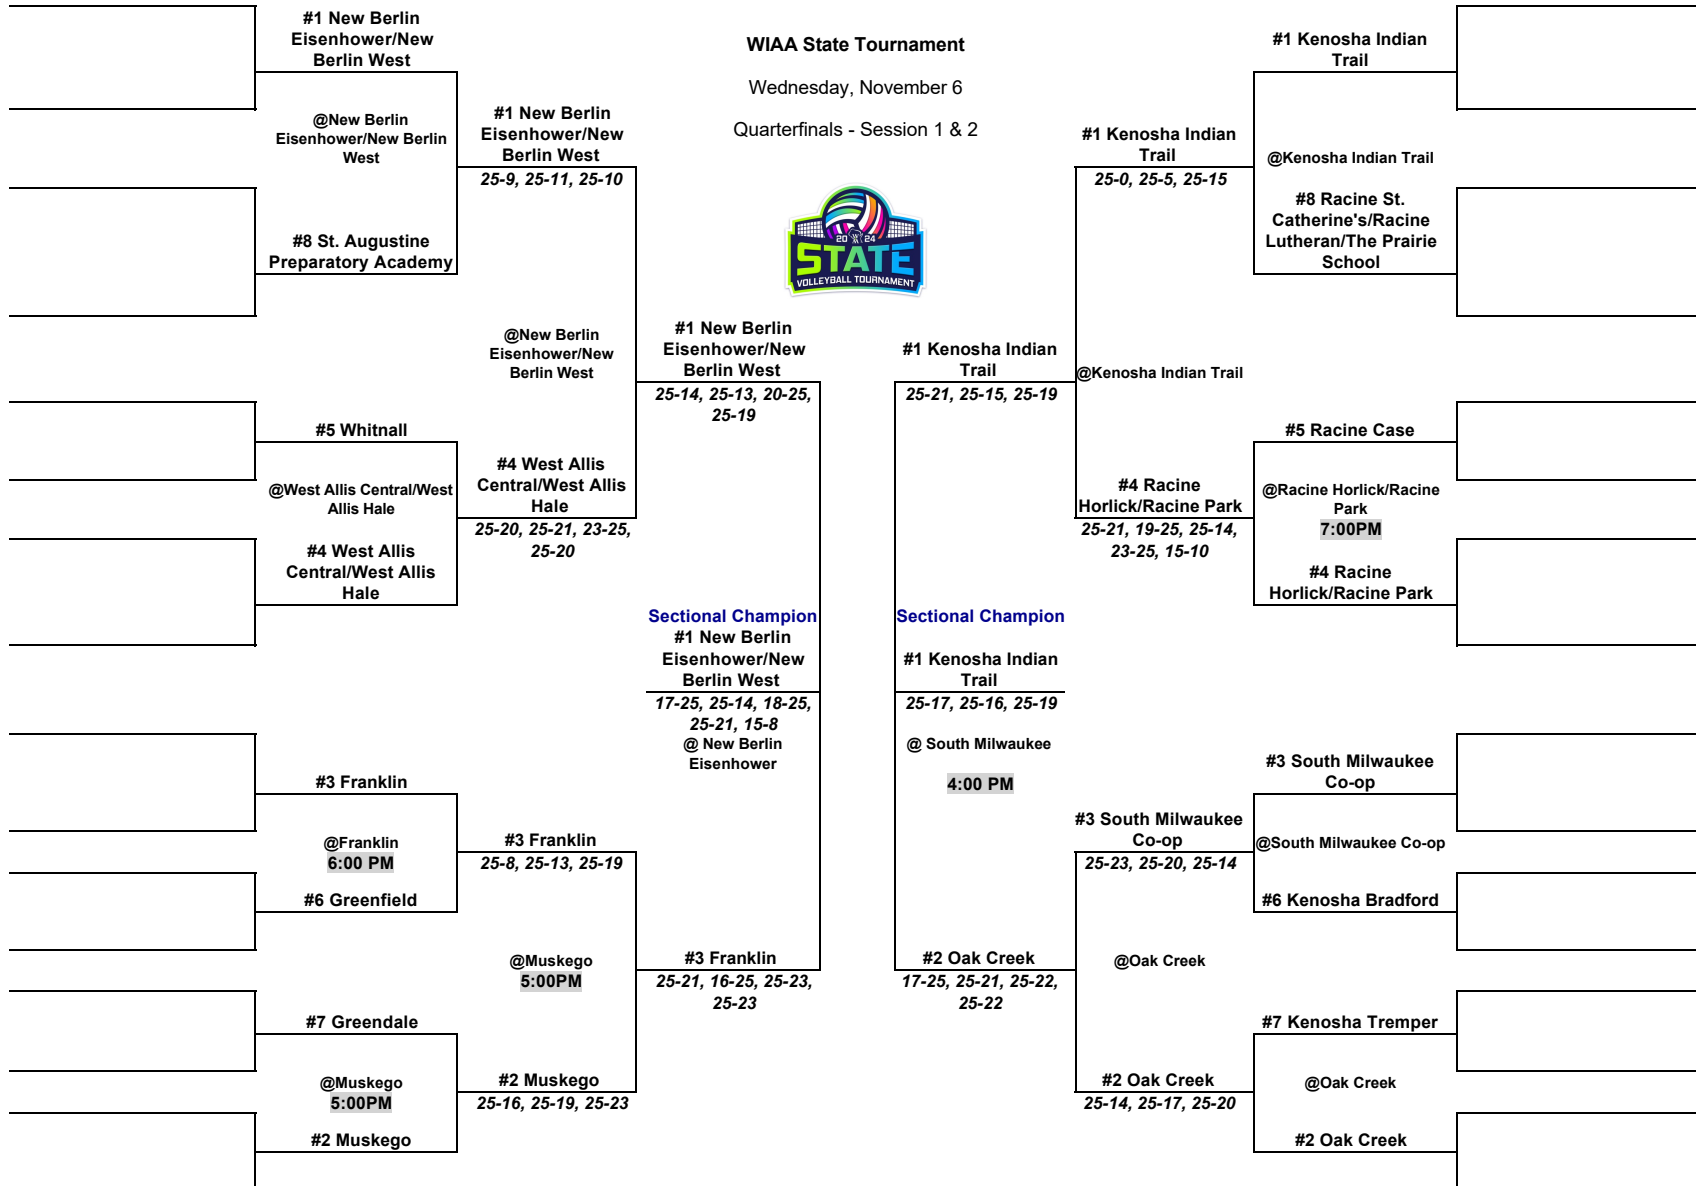 #1 New Berlin
Eisenhower/New
Berlin West
@New Berlin
Eisenhower/New Berlin
West
#8 St. Augustine
Preparatory Academy
#5 Whitnall
@West Allis Central/West
Allis Hale
#4 West Allis
Central/West Allis
Hale
#3 Franklin
@Franklin
6:00 PM
#6 Greenfield
#7 Greendale
@Muskego
5:00PM
#2 Muskego
#1 New Berlin
Eisenhower/New
Berlin West
25-9, 25-11, 25-10
@New Berlin
Eisenhower/New
Berlin West
#4 West Allis
Central/West Allis
Hale
25-20, 25-21, 23-25,
25-20
#3 Franklin
25-8, 25-13, 25-19
@Muskego
5:00PM
#2 Muskego
25-16, 25-19, 25-23
#1 New Berlin
Eisenhower/New
Berlin West
25-14, 25-13, 20-25,
25-19
Sectional Champion
#1 New Berlin
Eisenhower/New
Berlin West
17-25, 25-14, 18-25,
25-21, 15-8
@ New Berlin
Eisenhower
#3 Franklin
25-21, 16-25, 25-23,
25-23
WIAA State Tournament
Wednesday, November 6
Quarterfinals - Session 1 & 2
20 24
STATE
VOLLEYBALL TOURNAMENT
#1 Kenosha Indian
Trail
25-21, 25-15, 25-19
Sectional Champion
#1 Kenosha Indian
Trail
25-17, 25-16, 25-19
@ South Milwaukee
4:00 PM
#2 Oak Creek
17-25, 25-21, 25-22,
25-22
#1 Kenosha Indian
Trail
25-0, 25-5, 25-15
@Kenosha Indian Trail
#4 Racine
Horlick/Racine Park
25-21, 19-25, 25-14,
23-25, 15-10
#3 South Milwaukee
Co-op
25-23, 25-20, 25-14
@Oak Creek
#2 Oak Creek
25-14, 25-17, 25-20
#1 Kenosha Indian
Trail
@Kenosha Indian Trail
#8 Racine St.
Catherine's/Racine
Lutheran/The Prairie
School
#5 Racine Case
@Racine Horlick/Racine
Park
7:00PM
#4 Racine
Horlick/Racine Park
#3 South Milwaukee
Co-op
@South Milwaukee Co-op
#6 Kenosha Bradford
#7 Kenosha Tremper
@Oak Creek
#2 Oak Creek